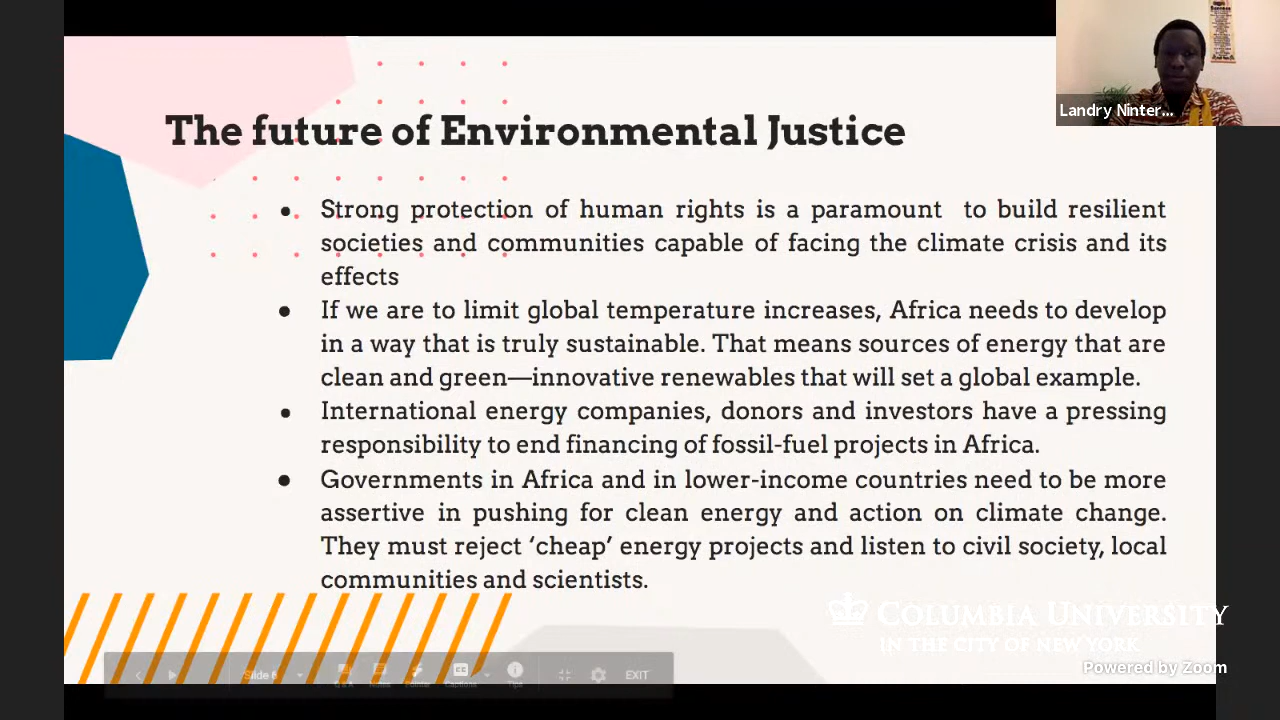 The future of Environmental Justice
Landry Ninter...
• Strong protection of human rights is a paramount to build resilient
societies and communities capable of facing the climate crisis and its
effects
• If we are to limit global temperature increases, Africa needs to develop
in a way that is truly sustainable. That means sources of energy that are
clean and green—innovative renewables that will set a global example.
• International energy companies, donors and investors have a pressing
responsibility to end financing of fossil-fuel projects in Africa.
• Governments in Africa and in lower-income countries need to be more
assertive in pushing for clean energy and action on climate change.
They must reject ‘cheap’ energy projects and listen to civil society, local
communities and scientists.
COLUMBIA UNIVERSITY
IN THE CITY OF NEW YORK
Powered by Zoom
Slide 8
EXIT
Q & A Notes Pointer Captions Tips